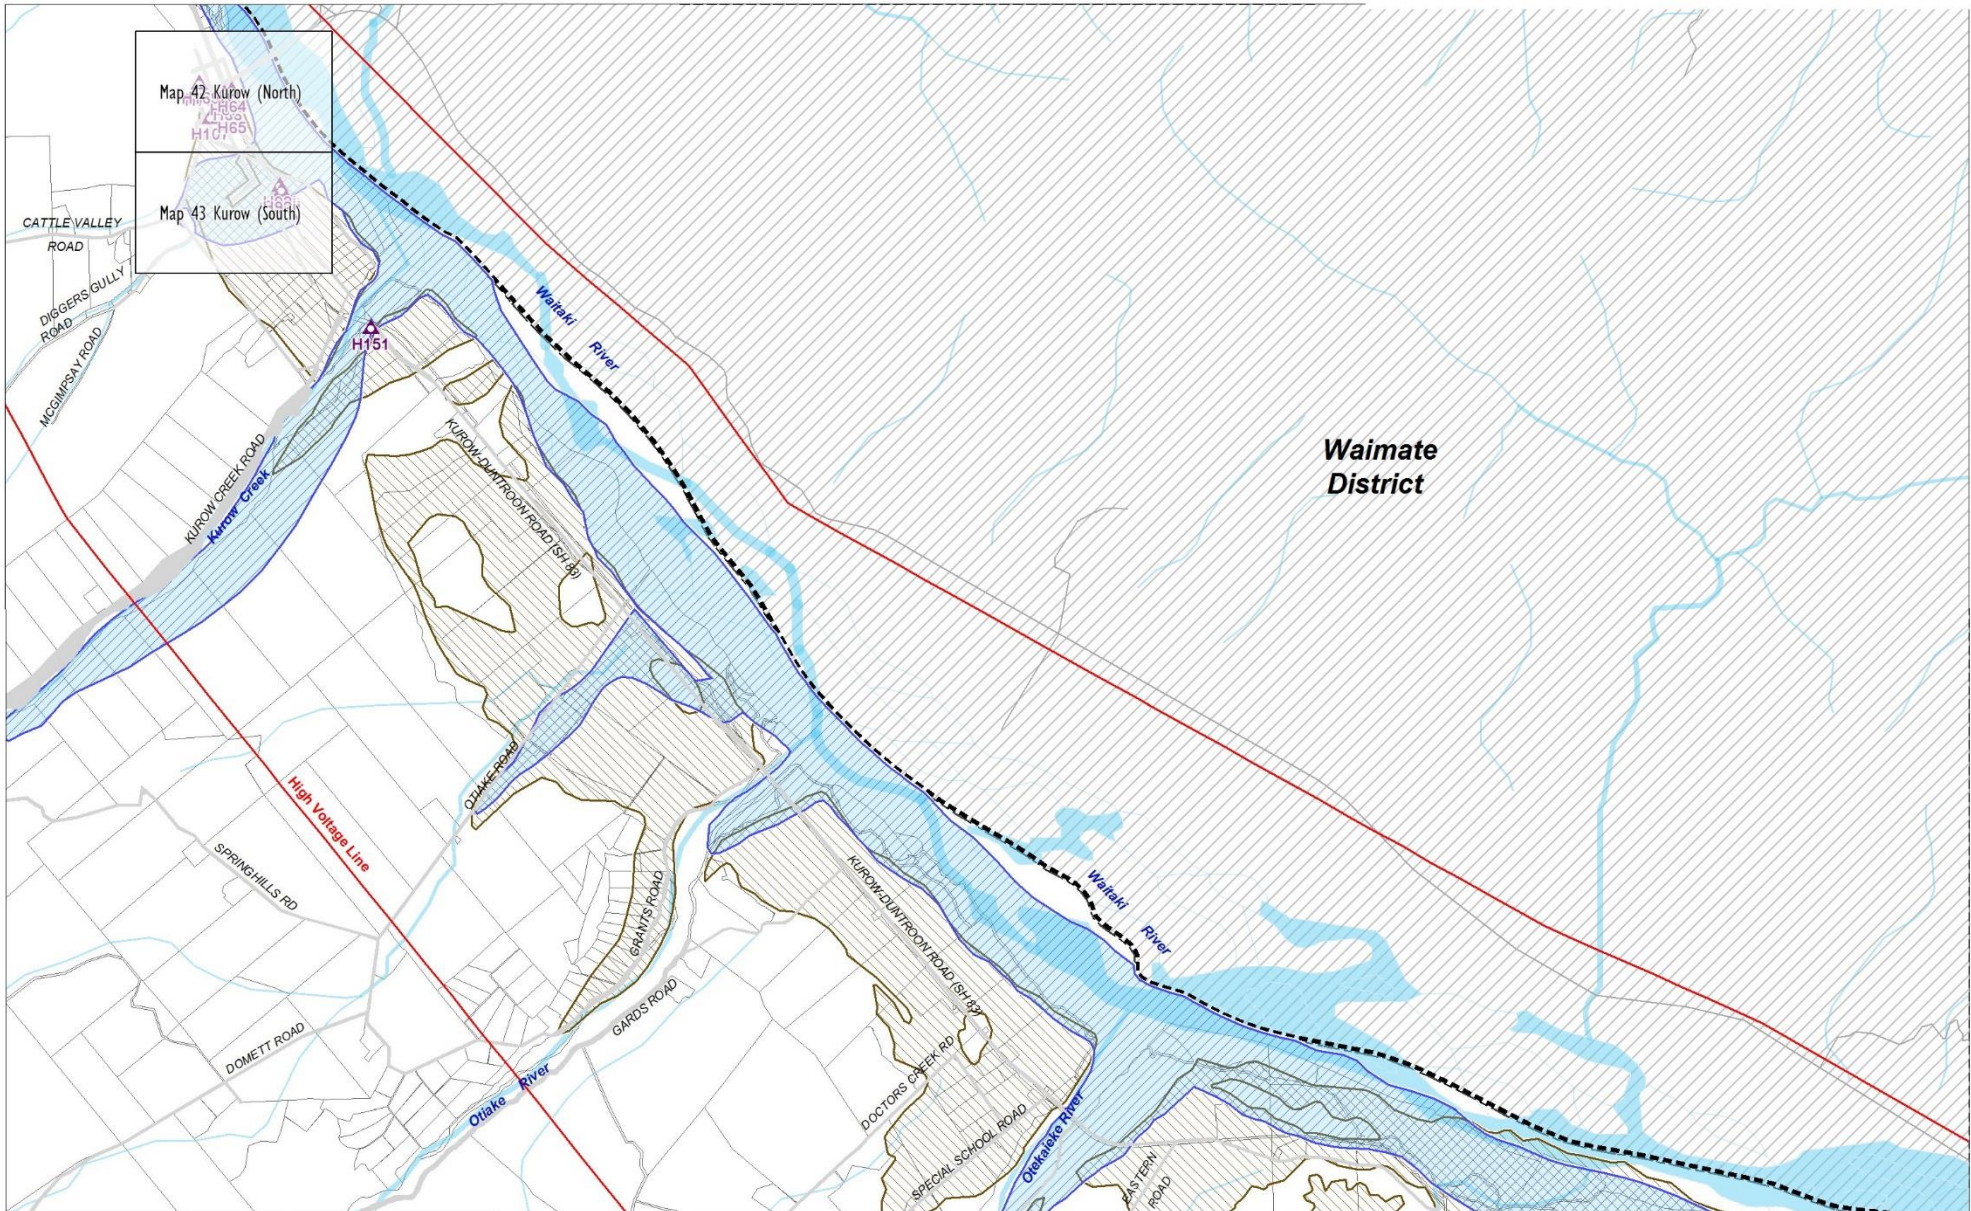 Map 42 Kurow (North)
H64
H65
H107
Map 43 Kurow (South)
CATTLE VALLEY
ROAD
DIGGERS GULLY
ROAD
MCGIMPSAY ROAD
H151
Waitaki
River
KUROW-DUNTROON ROAD (SH 83)
KUROW CREEK ROAD
Kurow Creek
Waimate
District
OTIAKE ROAD
High Voltage Line
SPRINGHILLS RD
GRANTS ROAD
KUROW-DUNTROON ROAD (SH 83)
Waitaki
River
GARDS ROAD
DOMETT ROAD
Otiake River
DOCTORS CREEK RD
SPECIAL SCHOOL ROAD
Otekaieke River
EASTERN
ROAD